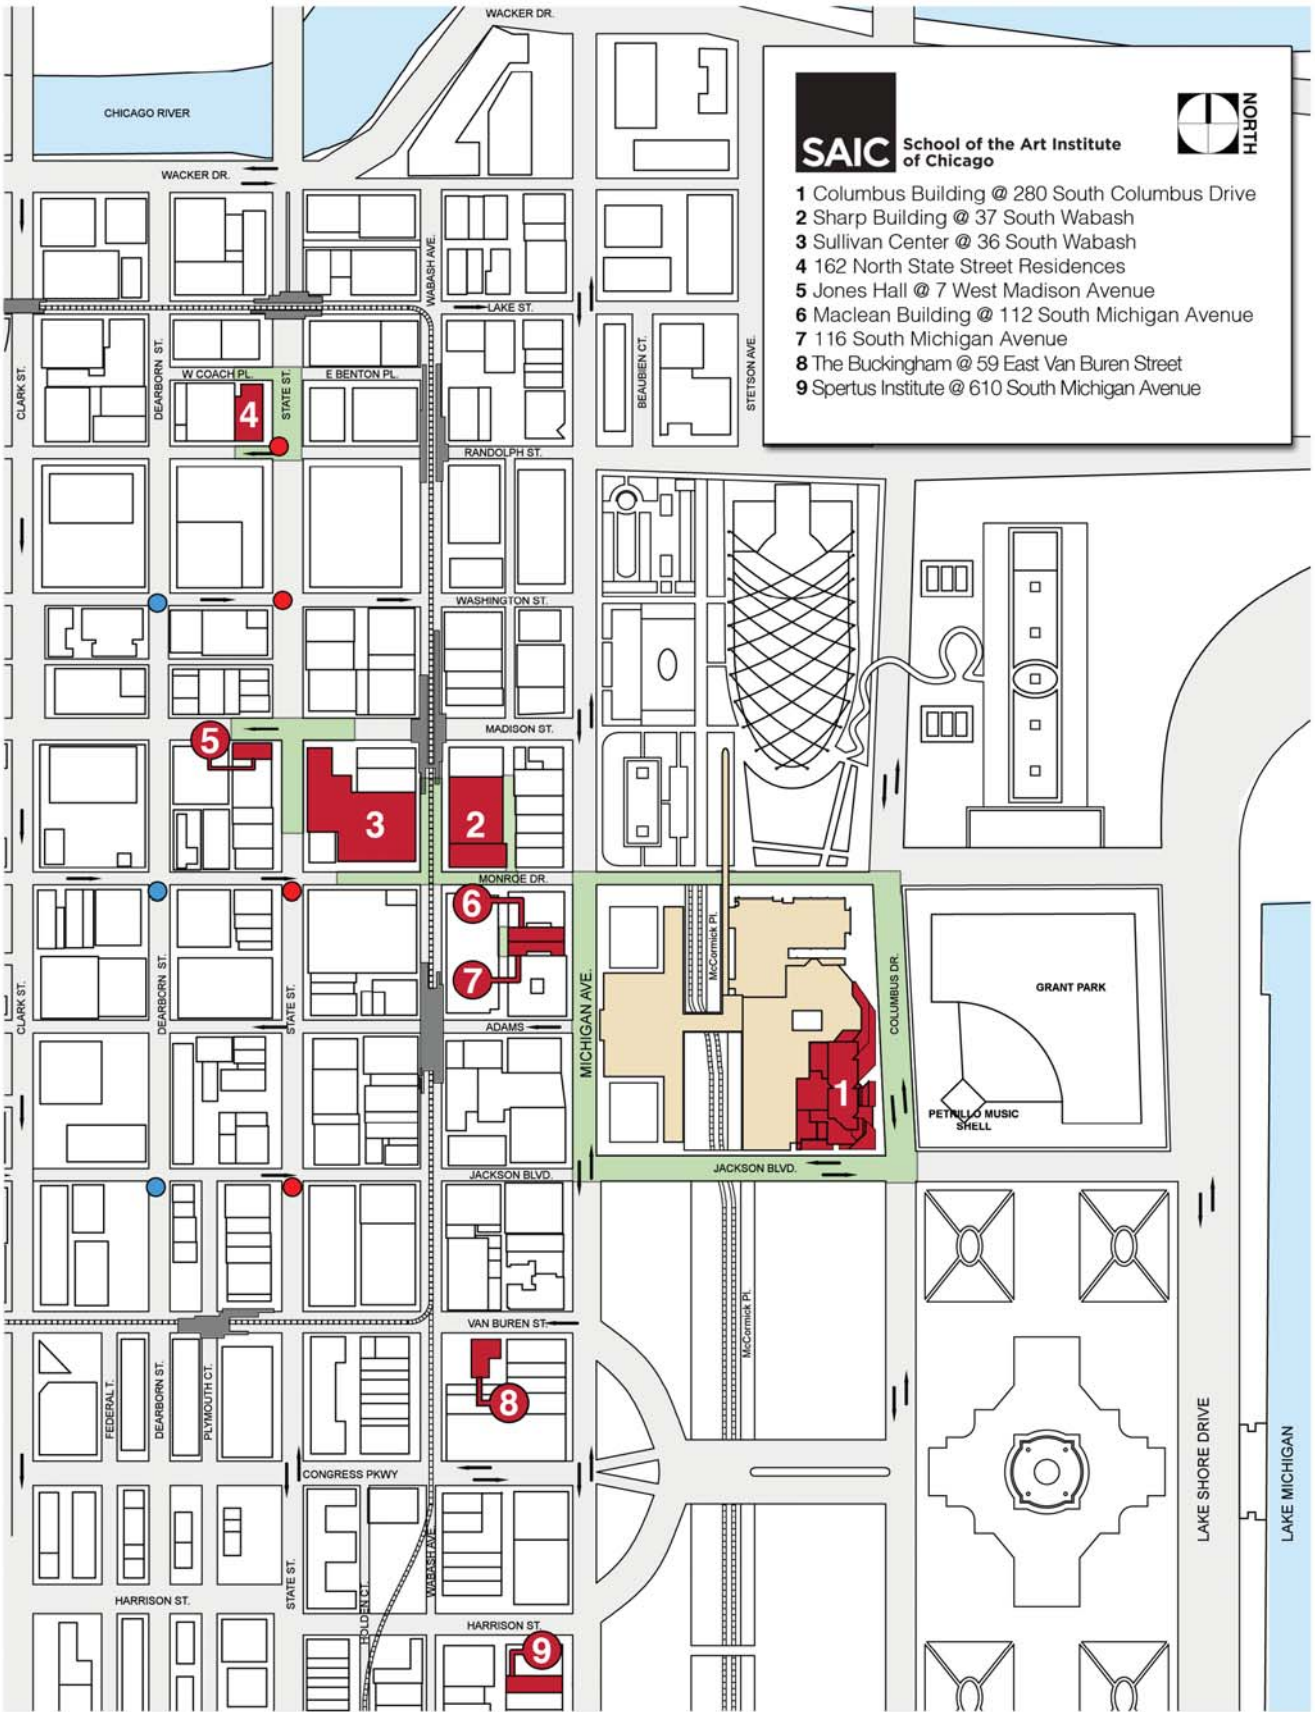 WACKER DR.
CHICAGO RIVER
WACKER DR.
SAIC
School of the Art Institute
of Chicago
NORTH
1 Columbus Building @ 280 South Columbus Drive
2 Sharp Building @ 37 South Wabash
3 Sullivan Center @ 36 South Wabash
4 162 North State Street Residences
5 Jones Hall @ 7 West Madison Avenue
6 Maclean Building @ 112 South Michigan Avenue
7 116 South Michigan Avenue
8 The Buckingham @ 59 East Van Buren Street
9 Spertus Institute @ 610 South Michigan Avenue
WABASH AVE.
LAKE ST.
CLARK ST.
DEARBORN ST.
W COACH PL.
STATE ST.
E BENTON PL.
BEAUBIEN CT.
STETSON AVE.
4
RANDOLPH ST.
WASHINGTON ST.
MADISON ST.
5
3
2
MONROE DR.
6
7
McCormick Pl.
MICHIGAN AVE.
COLUMBUS DR.
GRANT PARK
CLARK ST.
DEARBORN ST.
STATE ST.
ADAMS
1
PETRILLO MUSIC
SHELL
JACKSON BLVD.
JACKSON BLVD.
McCormick Pl.
VAN BUREN ST.
FEDERAL T.
DEARBORN ST.
PLYMOUTH CT.
8
CONGRESS PKWY
LAKE SHORE DRIVE
LAKE MICHIGAN
STATE ST.
HOLDEN CT.
WABASH AVE.
HARRISON ST.
HARRISON ST.
9